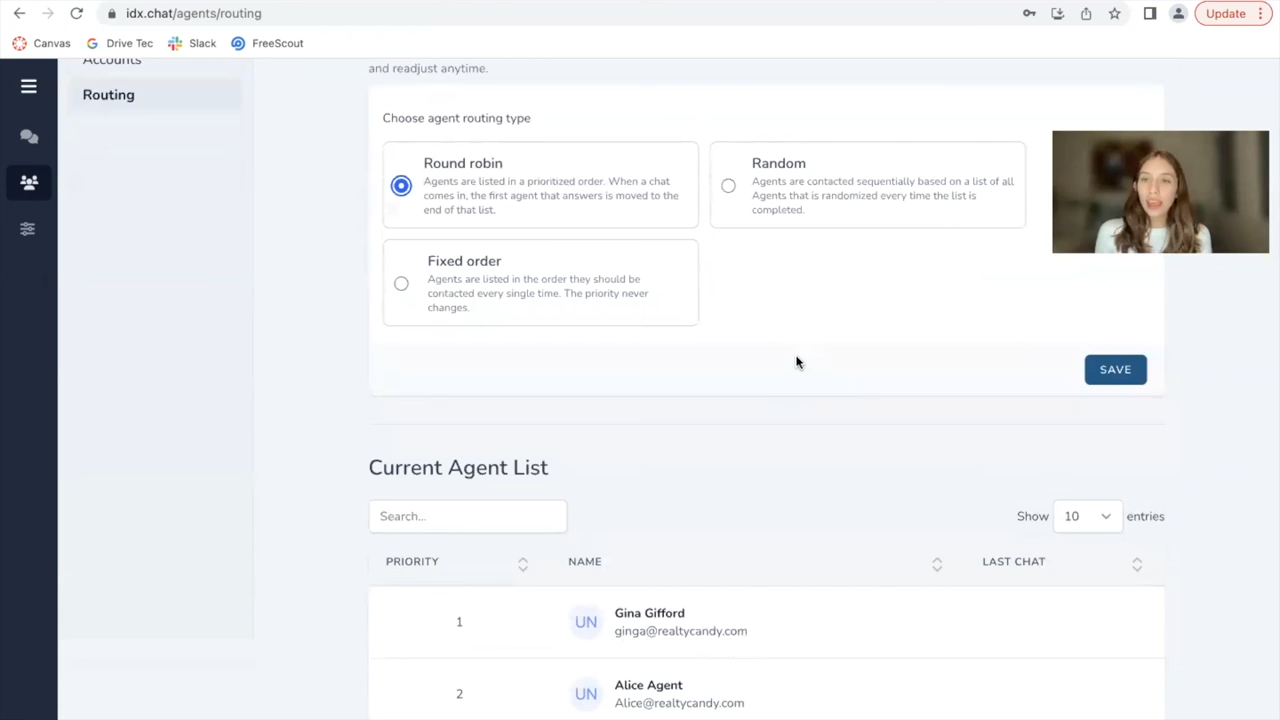 idx.chat/agents/routing
Update
Canvas
Drive Tec
Slack
FreeScout
Accounts
Routing
and readjust anytime.
Choose agent routing type
Round robin
Agents are listed in a prioritized order. When a chat
comes in, the first agent that answers is moved to the
end of that list.
Random
Agents are contacted sequentially based on a list of all
Agents that is randomized every time the list is
completed.
Fixed order
Agents are listed in the order they should be
contacted every single time. The priority never
changes.
SAVE
Current Agent List
Search...
Show 10 entries
PRIORITY NAME LAST CHAT
1
UN
Gina Gifford
ginga@realtycandy.com
2
UN
Alice Agent
Alice@realtycandy.com